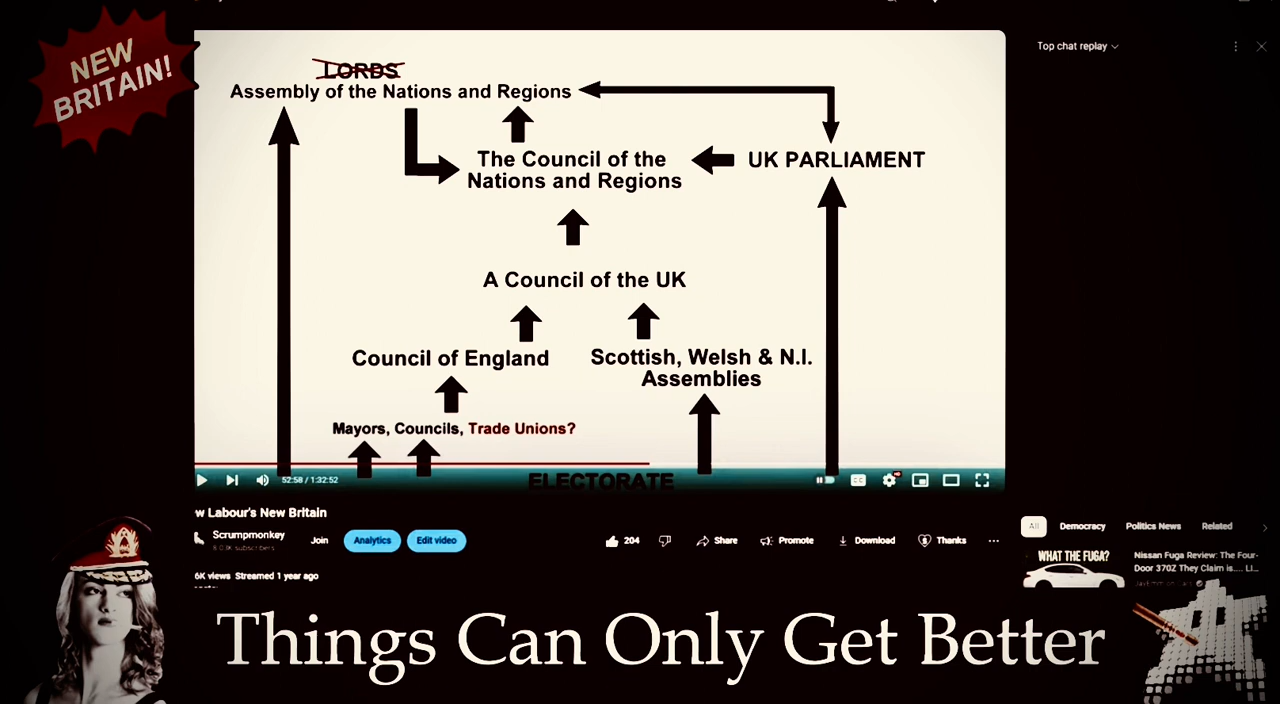 NEW
BRITAIN!
Top chat replay
LORDS
Assembly of the Nations and Regions
The Council of the
Nations and Regions
UK PARLIAMENT
A Council of the UK
Council of England
Scottish, Welsh & N.I.
Assemblies
Mayors, Councils, Trade Unions?
ELECTORATE
52:58 / 1:32:52
CC
HD
w Labour's New Britain
Scrumpmonkey
subscribers
Join
Analytics
Edit video
204
Share
Promote
Download
Thanks
6K views Streamed 1 year ago
All
Democracy
Politics News
Related
WHAT THE FUGA?
Nissan Fuga Review: The Four-
Door 370Z They Claim is.... LI...
Things Can Only Get Better